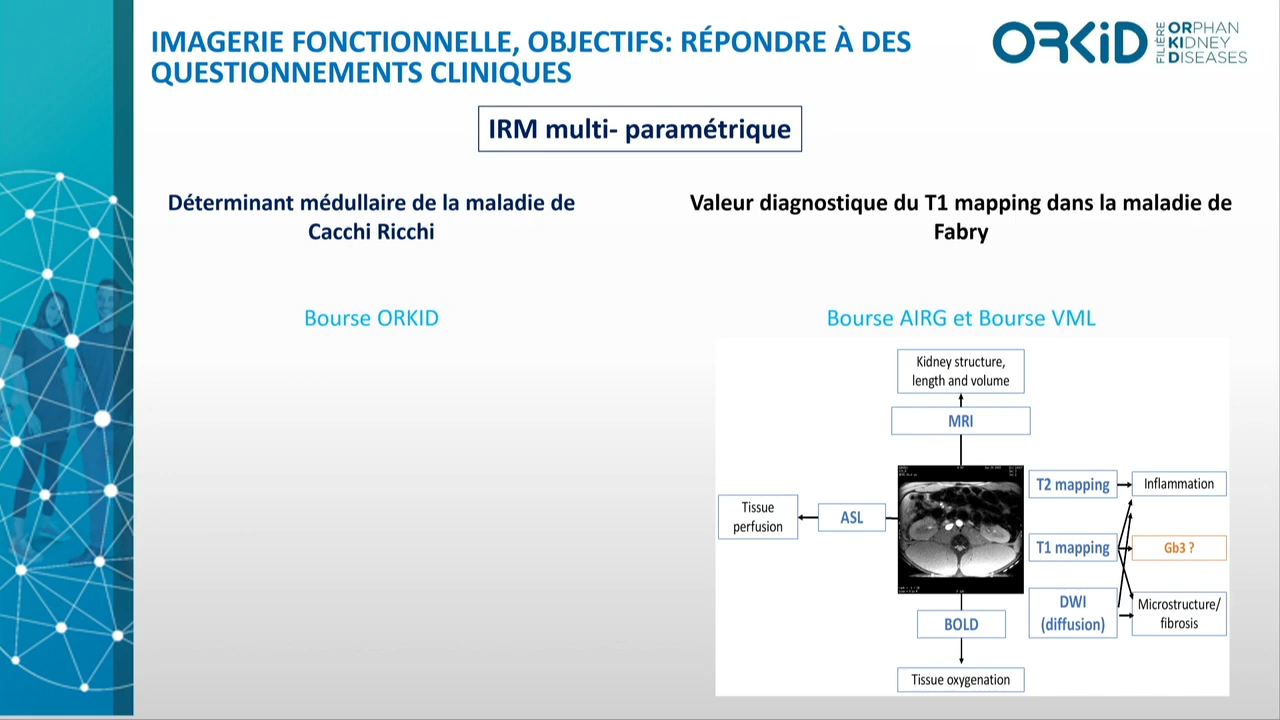 IMAGERIE FONCTIONNELLE, OBJECTIFS: RÉPONDRE À DES
QUESTIONNEMENTS CLINIQUES
ORKiD
FILIÈRE
ORPHAN
KIDNEY
DISEASES
IRM multi- paramétrique
Déterminant médullaire de la maladie de
Cacchi Ricchi
Bourse ORKID
Valeur diagnostique du T1 mapping dans la maladie de
Fabry
Bourse AIRG et Bourse VML
Kidney structure,
length and volume
MRI
Tissue
perfusion
ASL
T2 mapping
Inflammation
T1 mapping
Gb3 ?
DWI
(diffusion)
Microstructure/
fibrosis
BOLD
Tissue oxygenation